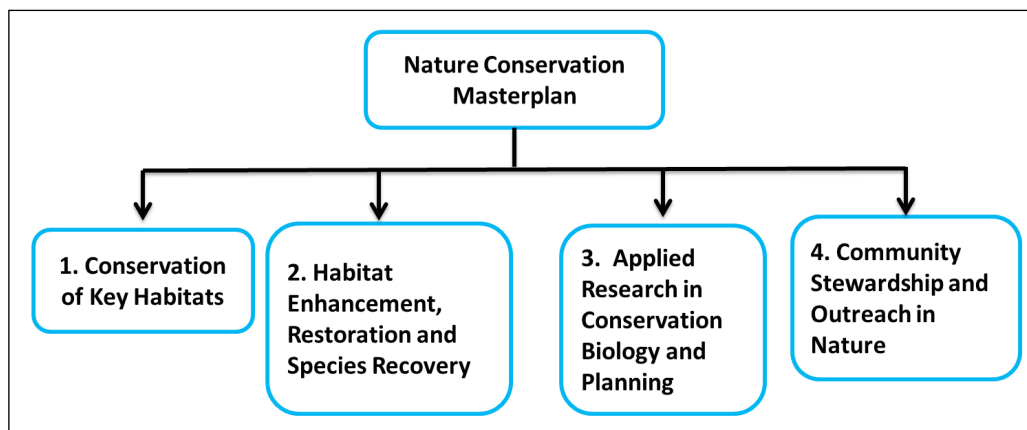 Nature Conservation
Masterplan
1. Conservation
of Key Habitats
2. Habitat
Enhancement,
Restoration and
Species Recovery
3. Applied
Research in
Conservation
Biology and
Planning
4. Community
Stewardship and
Outreach in
Nature